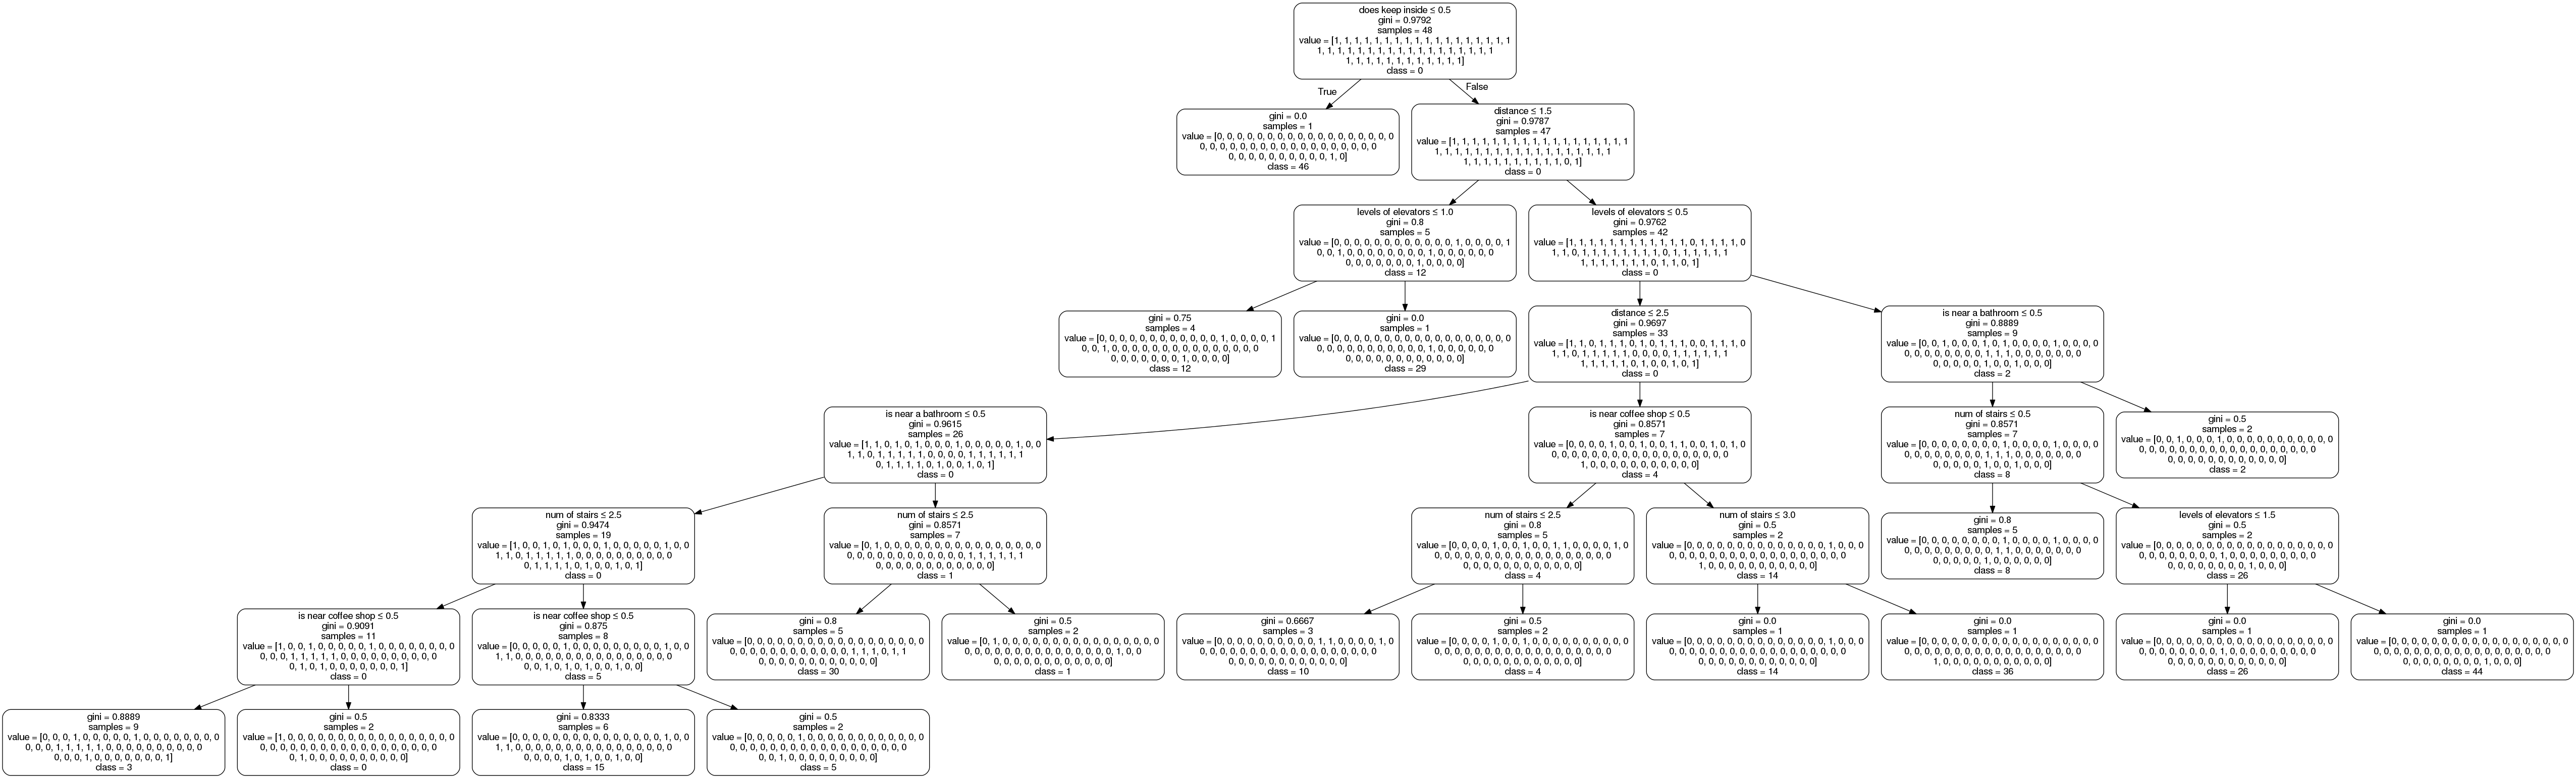 does keep inside ≤ 0.5
gini = 0.9792
samples = 48
value = [1, 1, 1, 1, 1, 1, 1, 1, 1, 1, 1, 1, 1, 1, 1, 1, 1, 1
1, 1, 1, 1, 1, 1, 1, 1, 1, 1, 1, 1, 1, 1, 1, 1, 1, 1
1, 1, 1, 1, 1, 1, 1, 1, 1, 1, 1, 1]
class = 0
True
False
gini = 0.0
samples = 1
value = [0, 0, 0, 0, 0, 0, 0, 0, 0, 0, 0, 0, 0, 0, 0, 0, 0, 0
0, 0, 0, 0, 0, 0, 0, 0, 0, 0, 0, 0, 0, 0, 0, 0, 0, 0
0, 0, 0, 0, 0, 0, 0, 0, 0, 0, 1, 0]
class = 46
distance ≤ 1.5
gini = 0.9787
samples = 47
value = [1, 1, 1, 1, 1, 1, 1, 1, 1, 1, 1, 1, 1, 1, 1, 1, 1, 1
1, 1, 1, 1, 1, 1, 1, 1, 1, 1, 1, 1, 1, 1, 1, 1, 1, 1
1, 1, 1, 1, 1, 1, 1, 1, 1, 1, 0, 1]
class = 0
levels of elevators ≤ 1.0
gini = 0.8
samples = 5
value = [0, 0, 0, 0, 0, 0, 0, 0, 0, 0, 0, 0, 1, 0, 0, 0, 0, 1
0, 0, 1, 0, 0, 0, 0, 0, 0, 0, 0, 1, 0, 0, 0, 0, 0, 0
0, 0, 0, 0, 0, 0, 0, 1, 0, 0, 0, 0]
class = 12
levels of elevators ≤ 0.5
gini = 0.9762
samples = 42
value = [1, 1, 1, 1, 1, 1, 1, 1, 1, 1, 1, 1, 0, 1, 1, 1, 1, 0
1, 1, 0, 1, 1, 1, 1, 1, 1, 1, 1, 0, 1, 1, 1, 1, 1, 1
1, 1, 1, 1, 1, 1, 1, 0, 1, 1, 0, 1]
class = 0
gini = 0.75
samples = 4
value = [0, 0, 0, 0, 0, 0, 0, 0, 0, 0, 0, 0, 1, 0, 0, 0, 0, 1
0, 0, 1, 0, 0, 0, 0, 0, 0, 0, 0, 0, 0, 0, 0, 0, 0, 0
0, 0, 0, 0, 0, 0, 0, 1, 0, 0, 0, 0]
class = 12
gini = 0.0
samples = 1
value = [0, 0, 0, 0, 0, 0, 0, 0, 0, 0, 0, 0, 0, 0, 0, 0, 0, 0
0, 0, 0, 0, 0, 0, 0, 0, 0, 0, 0, 1, 0, 0, 0, 0, 0, 0
0, 0, 0, 0, 0, 0, 0, 0, 0, 0, 0, 0]
class = 29
distance ≤ 2.5
gini = 0.9697
samples = 33
value = [1, 1, 0, 1, 1, 1, 0, 1, 0, 1, 1, 1, 0, 0, 1, 1, 1, 0
1, 1, 0, 1, 1, 1, 1, 1, 0, 0, 0, 0, 1, 1, 1, 1, 1, 1
1, 1, 1, 1, 1, 0, 1, 0, 0, 1, 0, 1]
class = 0
is near a bathroom ≤ 0.5
gini = 0.8889
samples = 9
value = [0, 0, 1, 0, 0, 0, 1, 0, 1, 0, 0, 0, 0, 1, 0, 0, 0, 0
0, 0, 0, 0, 0, 0, 0, 0, 1, 1, 1, 0, 0, 0, 0, 0, 0, 0
0, 0, 0, 0, 0, 1, 0, 0, 1, 0, 0, 0]
class = 2
is near a bathroom ≤ 0.5
gini = 0.9615
samples = 26
value = [1, 1, 0, 1, 0, 1, 0, 0, 0, 1, 0, 0, 0, 0, 0, 1, 0, 0
1, 1, 0, 1, 1, 1, 1, 1, 0, 0, 0, 0, 1, 1, 1, 1, 1, 1
0, 1, 1, 1, 1, 0, 1, 0, 0, 1, 0, 1]
class = 0
is near coffee shop ≤ 0.5
gini = 0.8571
samples = 7
value = [0, 0, 0, 0, 1, 0, 0, 1, 0, 0, 1, 1, 0, 0, 1, 0, 1, 0
0, 0, 0, 0, 0, 0, 0, 0, 0, 0, 0, 0, 0, 0, 0, 0, 0, 0
1, 0, 0, 0, 0, 0, 0, 0, 0, 0, 0, 0]
class = 4
num of stairs ≤ 0.5
gini = 0.8571
samples = 7
value = [0, 0, 0, 0, 0, 0, 0, 0, 1, 0, 0, 0, 0, 1, 0, 0, 0, 0
0, 0, 0, 0, 0, 0, 0, 0, 1, 1, 1, 0, 0, 0, 0, 0, 0, 0
0, 0, 0, 0, 0, 1, 0, 0, 1, 0, 0, 0]
class = 8
gini = 0.5
samples = 2
value = [0, 0, 1, 0, 0, 0, 1, 0, 0, 0, 0, 0, 0, 0, 0, 0, 0, 0
0, 0, 0, 0, 0, 0, 0, 0, 0, 0, 0, 0, 0, 0, 0, 0, 0, 0
0, 0, 0, 0, 0, 0, 0, 0, 0, 0, 0, 0]
class = 2
num of stairs ≤ 2.5
gini = 0.9474
samples = 19
value = [1, 0, 0, 1, 0, 1, 0, 0, 0, 1, 0, 0, 0, 0, 0, 1, 0, 0
1, 1, 0, 1, 1, 1, 1, 1, 0, 0, 0, 0, 0, 0, 0, 0, 0, 0
0, 1, 1, 1, 1, 0, 1, 0, 0, 1, 0, 1]
class = 0
num of stairs ≤ 2.5
gini = 0.8571
samples = 7
value = [0, 1, 0, 0, 0, 0, 0, 0, 0, 0, 0, 0, 0, 0, 0, 0, 0, 0
0, 0, 0, 0, 0, 0, 0, 0, 0, 0, 0, 0, 1, 1, 1, 1, 1, 1
0, 0, 0, 0, 0, 0, 0, 0, 0, 0, 0, 0]
class = 1
num of stairs ≤ 2.5
gini = 0.8
samples = 5
value = [0, 0, 0, 0, 1, 0, 0, 1, 0, 0, 1, 1, 0, 0, 0, 0, 1, 0
0, 0, 0, 0, 0, 0, 0, 0, 0, 0, 0, 0, 0, 0, 0, 0, 0, 0
0, 0, 0, 0, 0, 0, 0, 0, 0, 0, 0, 0]
class = 4
num of stairs ≤ 3.0
gini = 0.5
samples = 2
value = [0, 0, 0, 0, 0, 0, 0, 0, 0, 0, 0, 0, 0, 0, 1, 0, 0, 0
0, 0, 0, 0, 0, 0, 0, 0, 0, 0, 0, 0, 0, 0, 0, 0, 0, 0
1, 0, 0, 0, 0, 0, 0, 0, 0, 0, 0, 0]
class = 14
gini = 0.8
samples = 5
value = [0, 0, 0, 0, 0, 0, 0, 0, 1, 0, 0, 0, 0, 1, 0, 0, 0, 0
0, 0, 0, 0, 0, 0, 0, 0, 0, 1, 1, 0, 0, 0, 0, 0, 0, 0
0, 0, 0, 0, 0, 1, 0, 0, 0, 0, 0, 0]
class = 8
levels of elevators ≤ 1.5
gini = 0.5
samples = 2
value = [0, 0, 0, 0, 0, 0, 0, 0, 0, 0, 0, 0, 0, 0, 0, 0, 0, 0
0, 0, 0, 0, 0, 0, 0, 0, 1, 0, 0, 0, 0, 0, 0, 0, 0, 0
0, 0, 0, 0, 0, 0, 0, 0, 1, 0, 0, 0]
class = 26
is near coffee shop ≤ 0.5
gini = 0.9091
samples = 11
value = [1, 0, 0, 1, 0, 0, 0, 0, 0, 1, 0, 0, 0, 0, 0, 0, 0, 0
0, 0, 0, 1, 1, 1, 1, 1, 0, 0, 0, 0, 0, 0, 0, 0, 0, 0
0, 1, 0, 1, 0, 0, 0, 0, 0, 0, 0, 1]
class = 0
is near coffee shop ≤ 0.5
gini = 0.875
samples = 8
value = [0, 0, 0, 0, 0, 1, 0, 0, 0, 0, 0, 0, 0, 0, 0, 1, 0, 0
1, 1, 0, 0, 0, 0, 0, 0, 0, 0, 0, 0, 0, 0, 0, 0, 0, 0
0, 0, 1, 0, 1, 0, 1, 0, 0, 1, 0, 0]
class = 5
gini = 0.8
samples = 5
value = [0, 0, 0, 0, 0, 0, 0, 0, 0, 0, 0, 0, 0, 0, 0, 0, 0, 0
0, 0, 0, 0, 0, 0, 0, 0, 0, 0, 0, 0, 1, 1, 1, 0, 1, 1
0, 0, 0, 0, 0, 0, 0, 0, 0, 0, 0, 0]
class = 30
gini = 0.5
samples = 2
value = [0, 1, 0, 0, 0, 0, 0, 0, 0, 0, 0, 0, 0, 0, 0, 0, 0, 0
0, 0, 0, 0, 0, 0, 0, 0, 0, 0, 0, 0, 0, 0, 0, 1, 0, 0
0, 0, 0, 0, 0, 0, 0, 0, 0, 0, 0, 0]
class = 1
gini = 0.6667
samples = 3
value = [0, 0, 0, 0, 0, 0, 0, 0, 0, 0, 1, 1, 0, 0, 0, 0, 1, 0
0, 0, 0, 0, 0, 0, 0, 0, 0, 0, 0, 0, 0, 0, 0, 0, 0, 0
0, 0, 0, 0, 0, 0, 0, 0, 0, 0, 0, 0]
class = 10
gini = 0.5
samples = 2
value = [0, 0, 0, 0, 1, 0, 0, 1, 0, 0, 0, 0, 0, 0, 0, 0, 0, 0
0, 0, 0, 0, 0, 0, 0, 0, 0, 0, 0, 0, 0, 0, 0, 0, 0, 0
0, 0, 0, 0, 0, 0, 0, 0, 0, 0, 0, 0]
class = 4
gini = 0.0
samples = 1
value = [0, 0, 0, 0, 0, 0, 0, 0, 0, 0, 0, 0, 0, 0, 1, 0, 0, 0
0, 0, 0, 0, 0, 0, 0, 0, 0, 0, 0, 0, 0, 0, 0, 0, 0, 0
0, 0, 0, 0, 0, 0, 0, 0, 0, 0, 0, 0]
class = 14
gini = 0.0
samples = 1
value = [0, 0, 0, 0, 0, 0, 0, 0, 0, 0, 0, 0, 0, 0, 0, 0, 0, 0
0, 0, 0, 0, 0, 0, 0, 0, 0, 0, 0, 0, 0, 0, 0, 0, 0, 0
1, 0, 0, 0, 0, 0, 0, 0, 0, 0, 0, 0]
class = 36
gini = 0.0
samples = 1
value = [0, 0, 0, 0, 0, 0, 0, 0, 0, 0, 0, 0, 0, 0, 0, 0, 0, 0
0, 0, 0, 0, 0, 0, 0, 0, 1, 0, 0, 0, 0, 0, 0, 0, 0, 0
0, 0, 0, 0, 0, 0, 0, 0, 0, 0, 0, 0]
class = 26
gini = 0.0
samples = 1
value = [0, 0, 0, 0, 0, 0, 0, 0, 0, 0, 0, 0, 0, 0, 0, 0, 0, 0
0, 0, 0, 0, 0, 0, 0, 0, 0, 0, 0, 0, 0, 0, 0, 0, 0, 0
0, 0, 0, 0, 0, 0, 0, 0, 1, 0, 0, 0]
class = 44
gini = 0.8889
samples = 9
value = [0, 0, 0, 1, 0, 0, 0, 0, 0, 1, 0, 0, 0, 0, 0, 0, 0, 0
0, 0, 0, 1, 1, 1, 1, 1, 0, 0, 0, 0, 0, 0, 0, 0, 0, 0
0, 0, 0, 1, 0, 0, 0, 0, 0, 0, 0, 1]
class = 3
gini = 0.5
samples = 2
value = [1, 0, 0, 0, 0, 0, 0, 0, 0, 0, 0, 0, 0, 0, 0, 0, 0, 0
0, 0, 0, 0, 0, 0, 0, 0, 0, 0, 0, 0, 0, 0, 0, 0, 0, 0
0, 1, 0, 0, 0, 0, 0, 0, 0, 0, 0, 0]
class = 0
gini = 0.8333
samples = 6
value = [0, 0, 0, 0, 0, 0, 0, 0, 0, 0, 0, 0, 0, 0, 0, 1, 0, 0
1, 1, 0, 0, 0, 0, 0, 0, 0, 0, 0, 0, 0, 0, 0, 0, 0, 0
0, 0, 0, 0, 1, 0, 1, 0, 0, 1, 0, 0]
class = 15
gini = 0.5
samples = 2
value = [0, 0, 0, 0, 0, 1, 0, 0, 0, 0, 0, 0, 0, 0, 0, 0, 0, 0
0, 0, 0, 0, 0, 0, 0, 0, 0, 0, 0, 0, 0, 0, 0, 0, 0, 0
0, 0, 1, 0, 0, 0, 0, 0, 0, 0, 0, 0]
class = 5